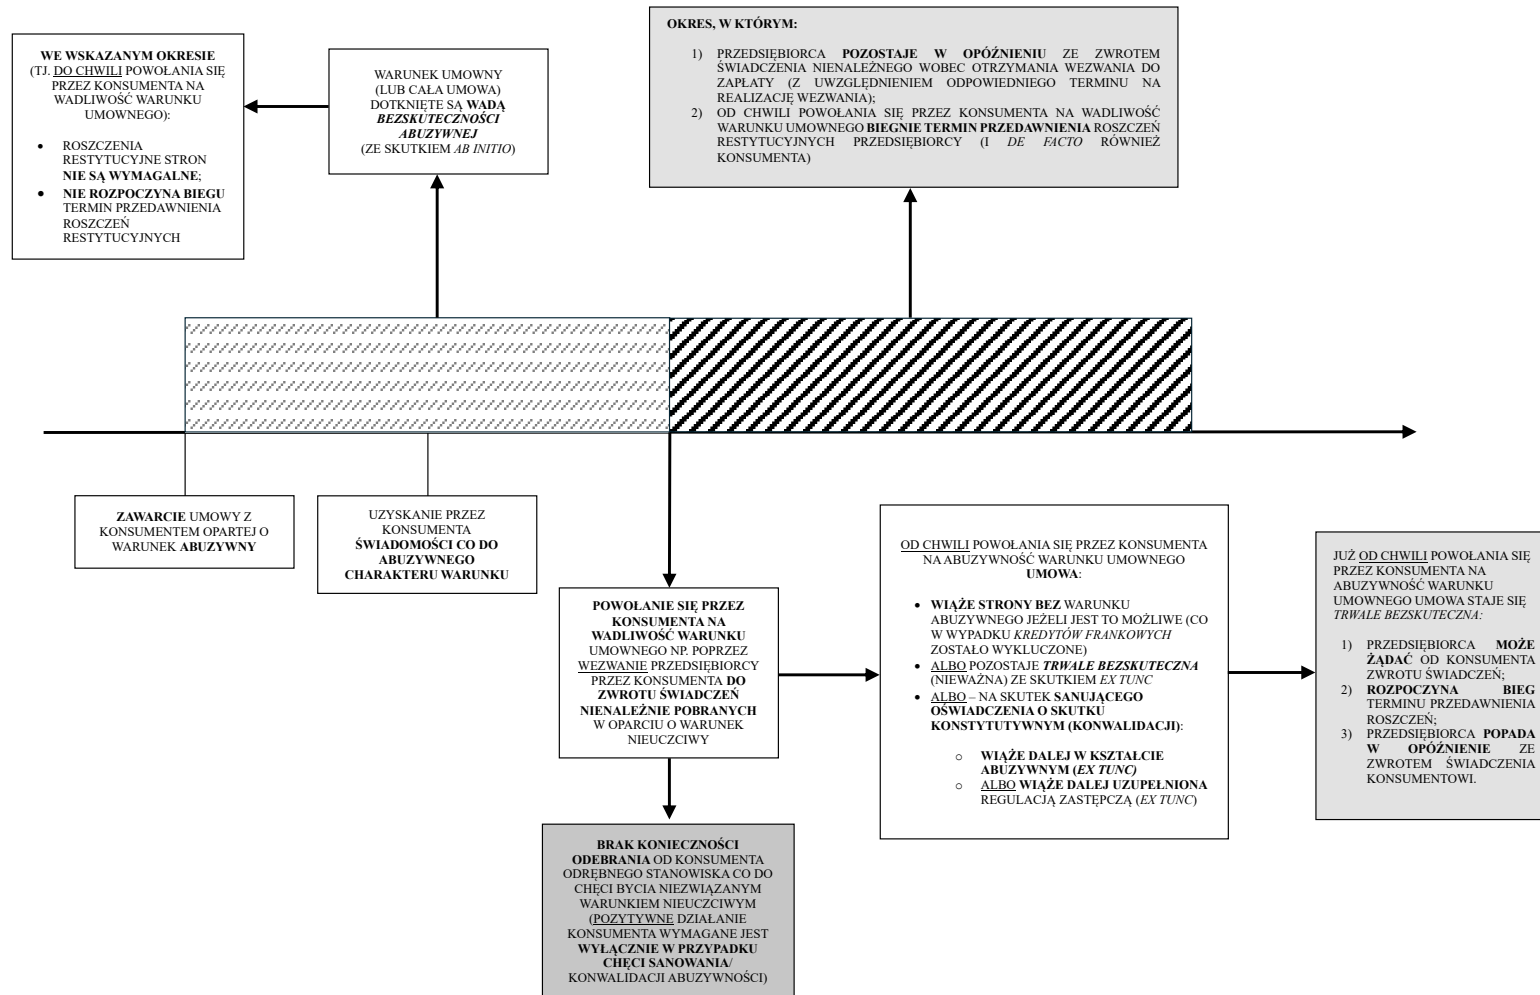 WE WSKAZANYM OKRESIE
(TJ. DO CHWILI POWOŁANIA SIĘ
PRZEZ KONSUMENTA NA
WADLIWOŚĆ WARUNKU
UMOWNEGO):
• ROSZCZENIA
RESTYTUCYJNE STRON
NIE SĄ WYMAGALNE;
• NIE ROZPOCZYNA BIEGU
TERMIN PRZEDAWNIENIA
ROSZCZEŃ
RESTYTUCYJNYCH
WARUNEK UMOWNY
(LUB CAŁA UMOWA)
DOTKNIĘTE SĄ WADĄ
BEZSKUTECZNOŚCI
ABUZYWNEJ
(ZE SKUTKIEM AB INITIO)
OKRES, W KTÓRYM:
1) PRZEDSIĘBIORCA POZOSTAJE W OPÓŹNIENIU ZE ZWROTEM
ŚWIADCZENIA NIENALEŻNEGO WOBEC OTRZYMANIA WEZWANIA DO
ZAPŁATY (Z UWZGLĘDNIENIEM ODPOWIEDNIEGO TERMINU NA
REALIZACJĘ WEZWANIA);
2) OD CHWILI POWOŁANIA SIĘ PRZEZ KONSUMENTA NA WADLIWOŚĆ
WARUNKU UMOWNEGO BIEGNIE TERMIN PRZEDAWNIENIA ROSZCZEŃ
RESTYTUCYJNYCH PRZEDSIĘBIORCY (I DE FACTO RÓWNIEŻ
KONSUMENTA)
ZAWARCIE UMOWY Z
KONSUMENTEM OPARTEJ O
WARUNEK ABUZYWNY
UZYSKANIE PRZEZ
KONSUMENTA
ŚWIADOMOŚCI CO DO
ABUZYWNEGO
CHARAKTERU WARUNKU
POWOŁANIE SIĘ PRZEZ
KONSUMENTA NA
WADLIWOŚĆ WARUNKU
UMOWNEGO NP. POPRZEZ
WEZWANIE PRZEDSIĘBIORCY
PRZEZ KONSUMENTA DO
ZWROTU ŚWIADCZEŃ
NIENALEŻNIE POBRANYCH
W OPARCIU O WARUNEK
NIEUCZCIWY
BRAK KONIECZNOŚCI
ODEBRANIA OD KONSUMENTA
ODRĘBNEGO STANOWISKA CO DO
CHĘCI BYCIA NIEZWIĄZANYM
WARUNKIEM NIEUCZCIWYM
(POZYTYWNE DZIAŁANIE
KONSUMENTA WYMAGANE JEST
WYŁĄCZNIE W PRZYPADKU
CHĘCI SANOWANIA/
KONWALIDACJI ABUZYWNOŚCI)
OD CHWILI POWOŁANIA SIĘ PRZEZ KONSUMENTA
NA ABUZYWNOŚĆ WARUNKU UMOWNEGO
UMOWA:
• WIĄŻE STRONY BEZ WARUNKU
ABUZYWNEGO JEŻELI JEST TO MOŻLIWE (CO
W WYPADKU KREDYTÓW FRANKOWYCH
ZOSTAŁO WYKLUCZONE)
• ALBO POZOSTAJE TRWALE BEZSKUTECZNA
(NIEWAŻNA) ZE SKUTKIEM EX TUNC
• ALBO – NA SKUTEK SANUJĄCEGO
OŚWIADCZENIA O SKUTKU
KONSTYTUTYWNYM (KONWALIDACJI):
o WIĄŻE DALEJ W KSZTAŁCIE
ABUZYWNYM (EX TUNC)
o ALBO WIĄŻE DALEJ UZUPEŁNIONA
REGULACJĄ ZASTĘPCZĄ (EX TUNC)
JUŻ OD CHWILI POWOŁANIA SIĘ
PRZEZ KONSUMENTA NA
ABUZYWNOŚĆ WARUNKU
UMOWNEGO UMOWA STAJE SIĘ
TRWALE BEZSKUTECZNA:
1) PRZEDSIĘBIORCA MOŻE
ŻĄDAĆ OD KONSUMENTA
ZWROTU ŚWIADCZEŃ;
2) ROZPOCZYNA BIEG
TERMINU PRZEDAWNIENIA
ROSZCZEŃ;
3) PRZEDSIĘBIORCA POPADA
W OPÓŹNIENIE ZE
ZWROTEM ŚWIADCZENIA
KONSUMENTOWI.